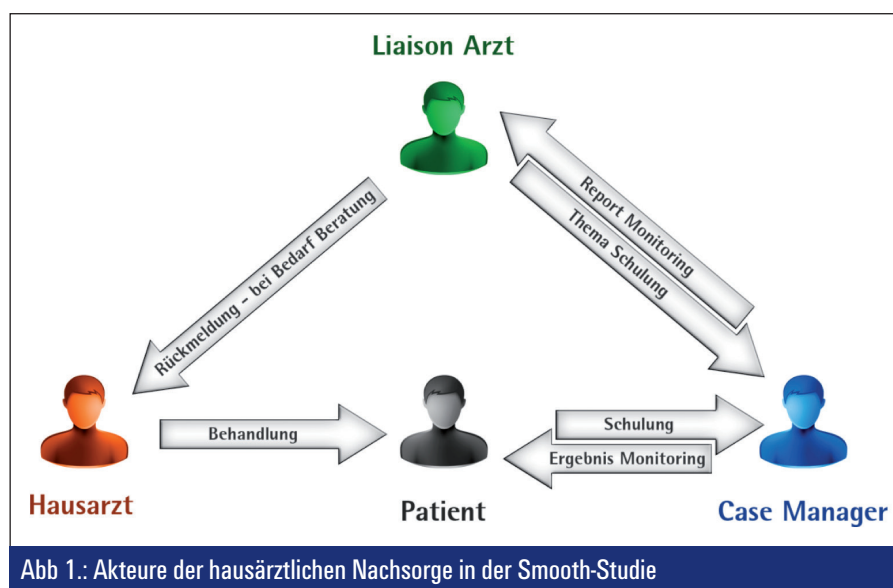 Liaison Arzt
Rückmeldung – bei Bedarf Beratung
Report Monitoring
Thema Schulung
Behandlung
Schulung
Ergebnis Monitoring
Hausarzt
Patient
Case Manager
Abb 1.: Akteure der hausärztlichen Nachsorge in der Smooth-Studie